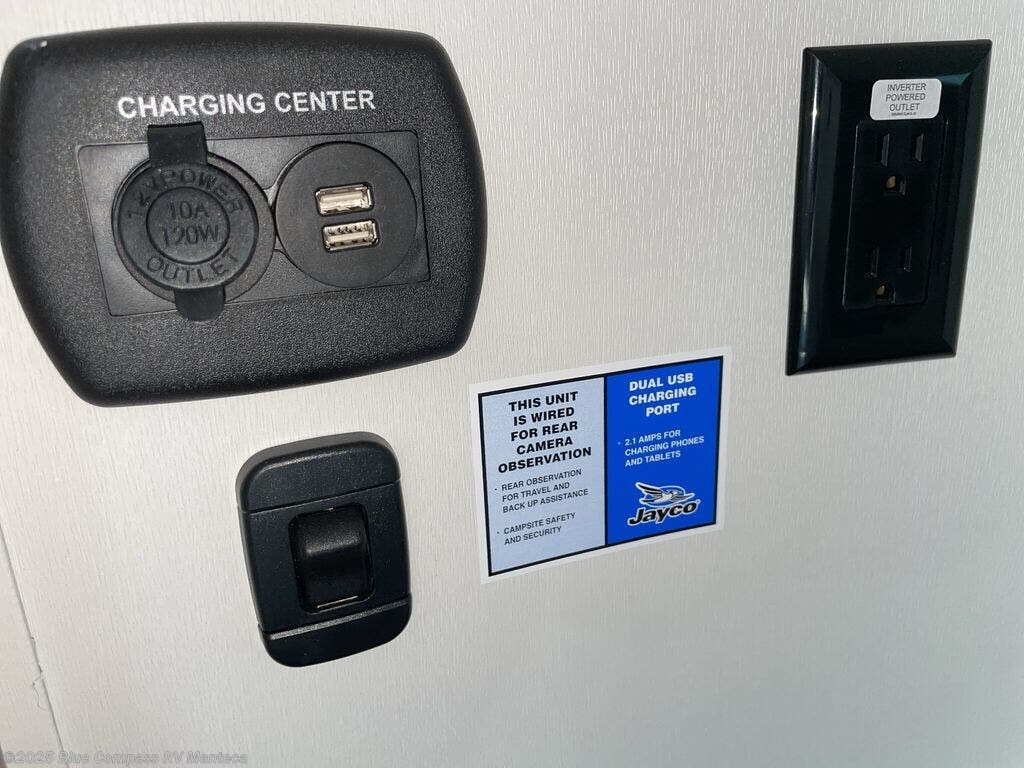 CHARGING CENTER
12V POWER
10A
120W
OUTLET
INVERTER
POWERED
OUTLET
THIS UNIT
IS WIRED
FOR REAR
CAMERA
OBSERVATION
· REAR OBSERVATION
FOR TRAVEL AND
BACK UP ASSISTANCE
· CAMPSITE SAFETY
AND SECURITY
DUAL USB
CHARGING
PORT
· 2.1 AMPS FOR
CHARGING PHONES
AND TABLETS
Jayco®
©2025 Blue Compass RV Manteca